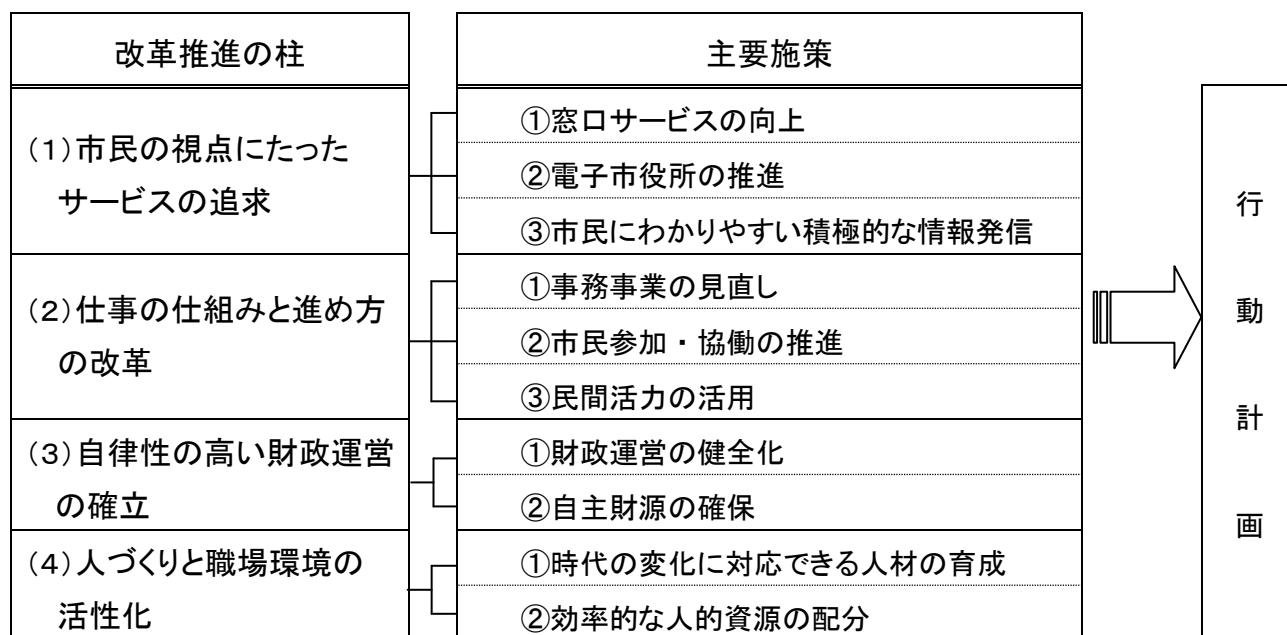 改革推進の柱
主要施策
(1)市民の視点にたった
サービスの追求
①窓口サービスの向上
②電子市役所の推進
③市民にわかりやすい積極的な情報発信
(2)仕事の仕組みと進め方
の改革
①事務事業の見直し
②市民参加・協働の推進
③民間活力の活用
(3)自律性の高い財政運営
の確立
①財政運営の健全化
②自主財源の確保
(4)人づくりと職場環境の
活性化
①時代の変化に対応できる人材の育成
②効率的な人的資源の配分
行動計画